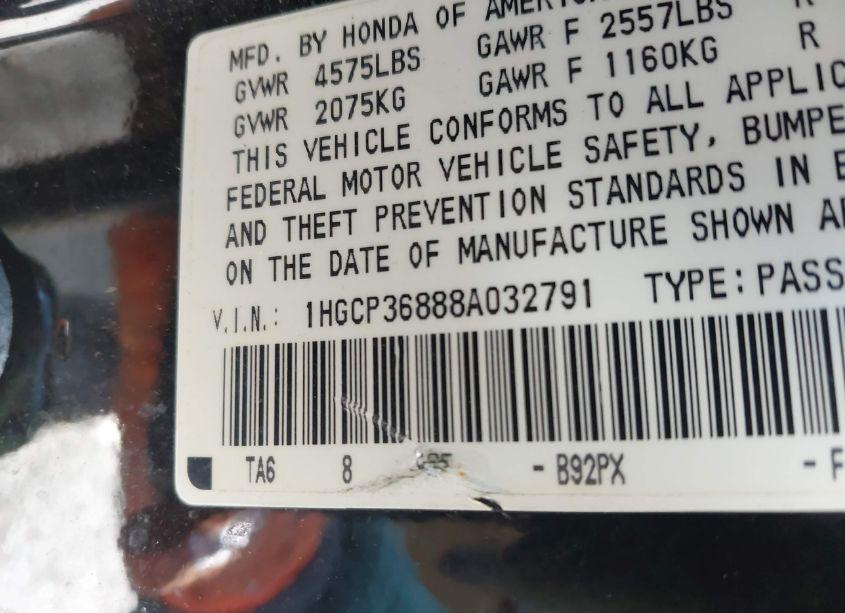 MFD. BY HONDA OF AMERICA
GVWR 4575LBS GAWR F 2557LBS R
GVWR 2075KG GAWR F 1160KG R
THIS VEHICLE CONFORMS TO ALL APPLIC
FEDERAL MOTOR VEHICLE SAFETY, BUMPE
AND THEFT PREVENTION STANDARDS IN E
ON THE DATE OF MANUFACTURE SHOWN A
V.I.N.: 1HGCP36888A032791 TYPE: PASS
TA6 8 - B92PX - F